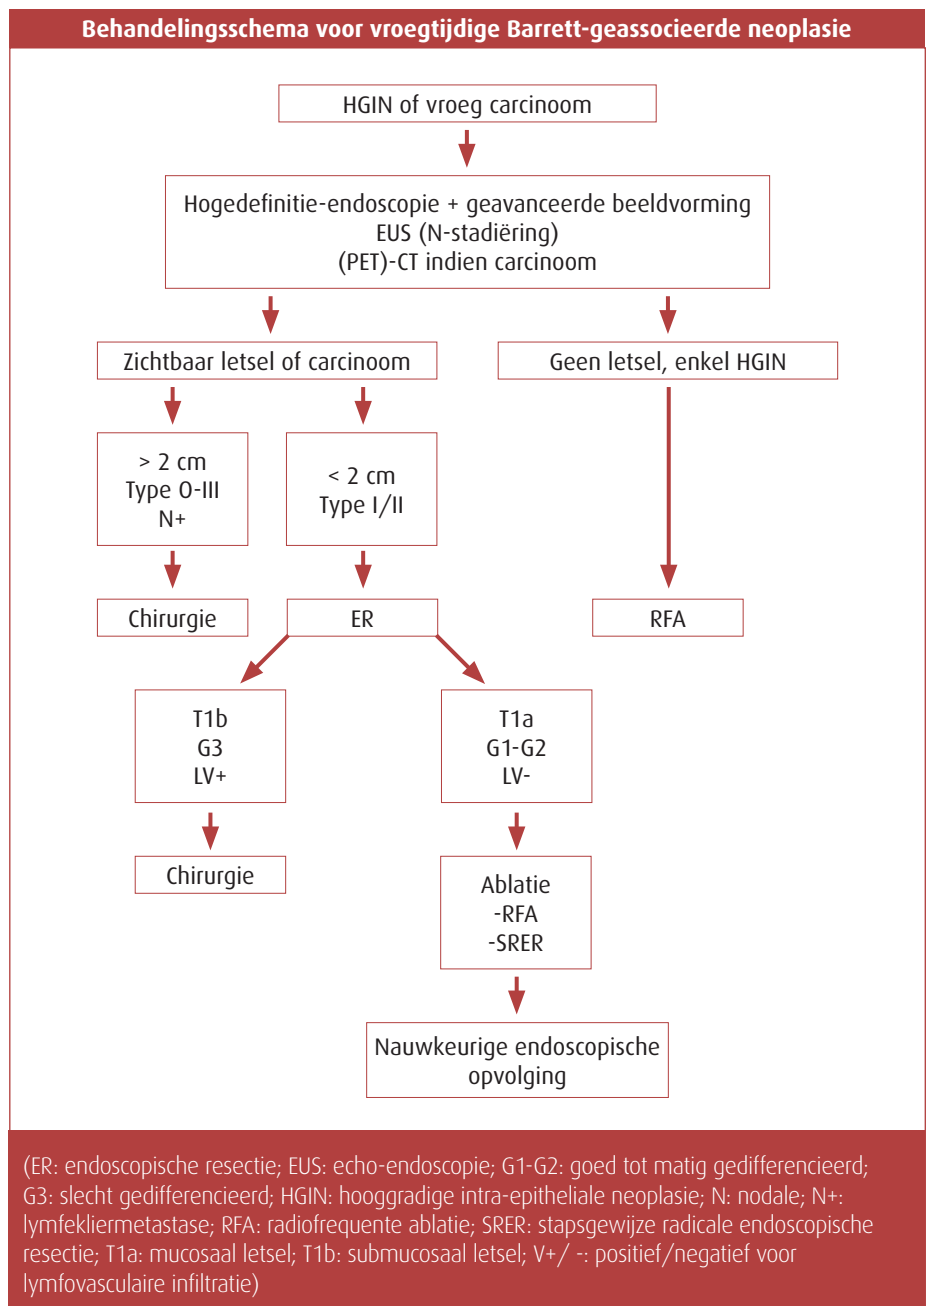 Behandelingsschema voor vroegtijdige Barrett-geassocieerde neoplasie
HGIN of vroeg carcinoom
Hogedefinitie-endoscopie + geavanceerde beeldvorming
EUS (N-stadiëring)
(PET)-CT indien carcinoom
Zichtbaar letsel of carcinoom
Geen letsel, enkel HGIN
> 2 cm
Type 0-III
N+
< 2 cm
Type I/II
Chirurgie
ER
RFA
T1b
G3
LV+
T1a
G1-G2
LV-
Chirurgie
Ablatie
-RFA
-SRER
Nauwkeurige endoscopische
opvolging
(ER: endoscopische resectie; EUS: echo-endoscopie; G1-G2: goed tot matig gedifferencieerd;
G3: slecht gedifferencieerd; HGIN: hooggradige intra-epitheliale neoplasie; N: nodale; N+:
lymfekliermetastase; RFA: radiofrequente ablatie; SRER: stapsgewijze radicale endoscopische
resectie; T1a: mucosaal letsel; T1b: submucosaal letsel; V+/ -: positief/negatief voor
lymfovasculaire infiltratie)